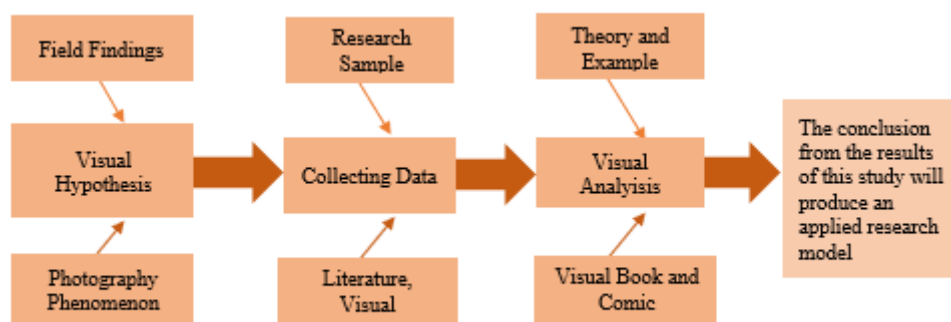 Field Findings
Research
Sample
Theory and
Example
Visual
Hypothesis
Collecting Data
Visual
Analyisis
The conclusion
from the results
of this study will
produce an
applied research
model
Photography
Phenomenon
Literature,
Visual
Visual Book and
Comic